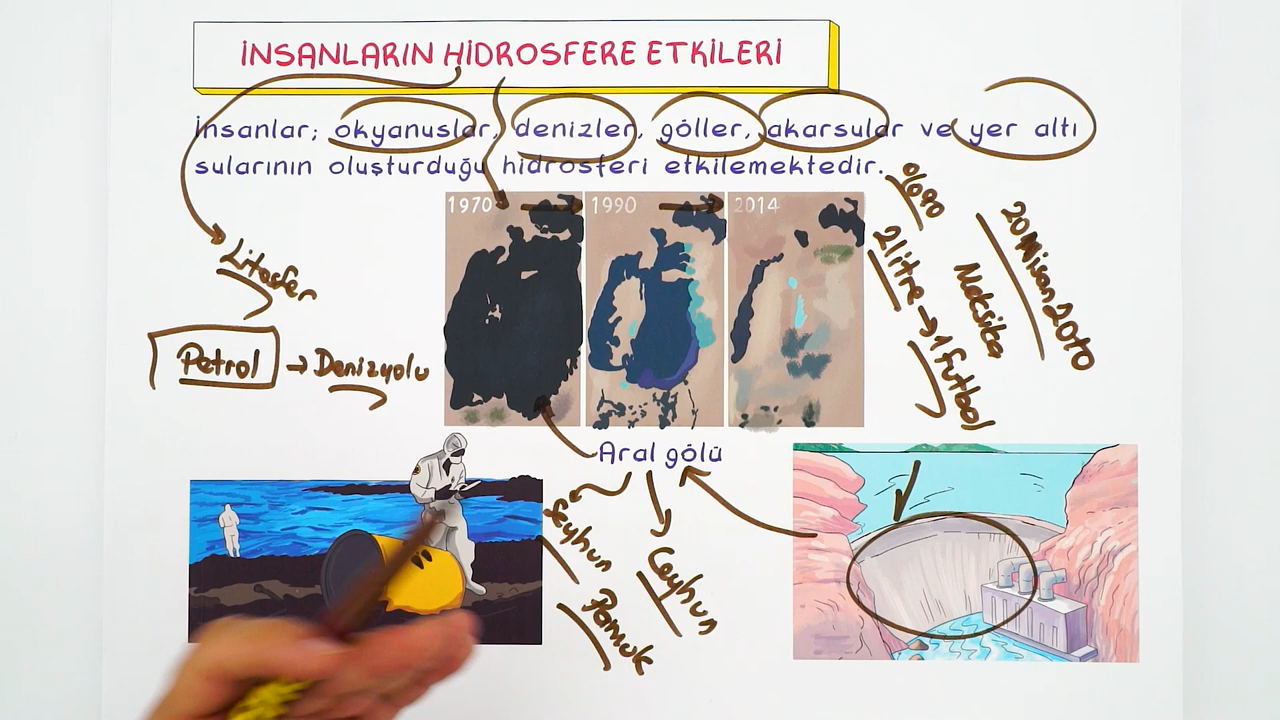 İNSANLARIN HİDROSFERE ETKİLERİ
İnsanlar; okyanuslar, denizler, göller, akarsular ve yer altı
sularının oluşturduğu hidrosferi etkilemektedir.
1970
1990
2014
%90
2 litre → 1 futbol
Meksika
20 Nisan 2010
Litosfer
Petrol → Denizyolu
Aral gölü
Seyhun
Pamuk
Ceyhun